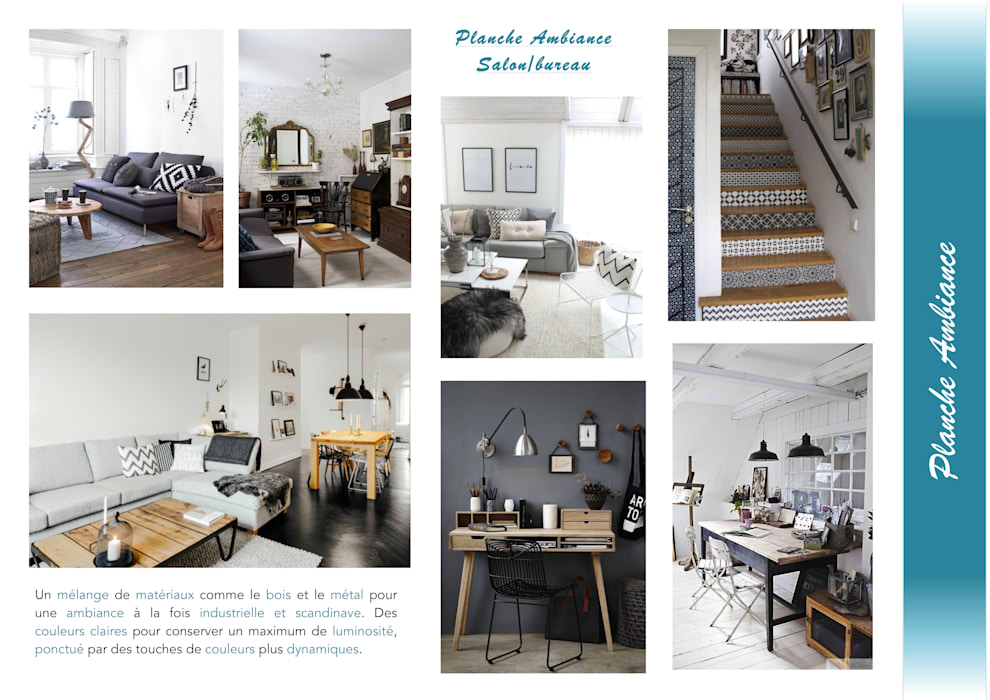 Planche Ambiance
Salon/bureau
AR
TO
Un mélange de matériaux comme le bois et le métal pour
une ambiance à la fois industrielle et scandinave. Des
couleurs claires pour conserver un maximum de luminosité,
ponctué par des touches de couleurs plus dynamiques.
Planche Ambiance